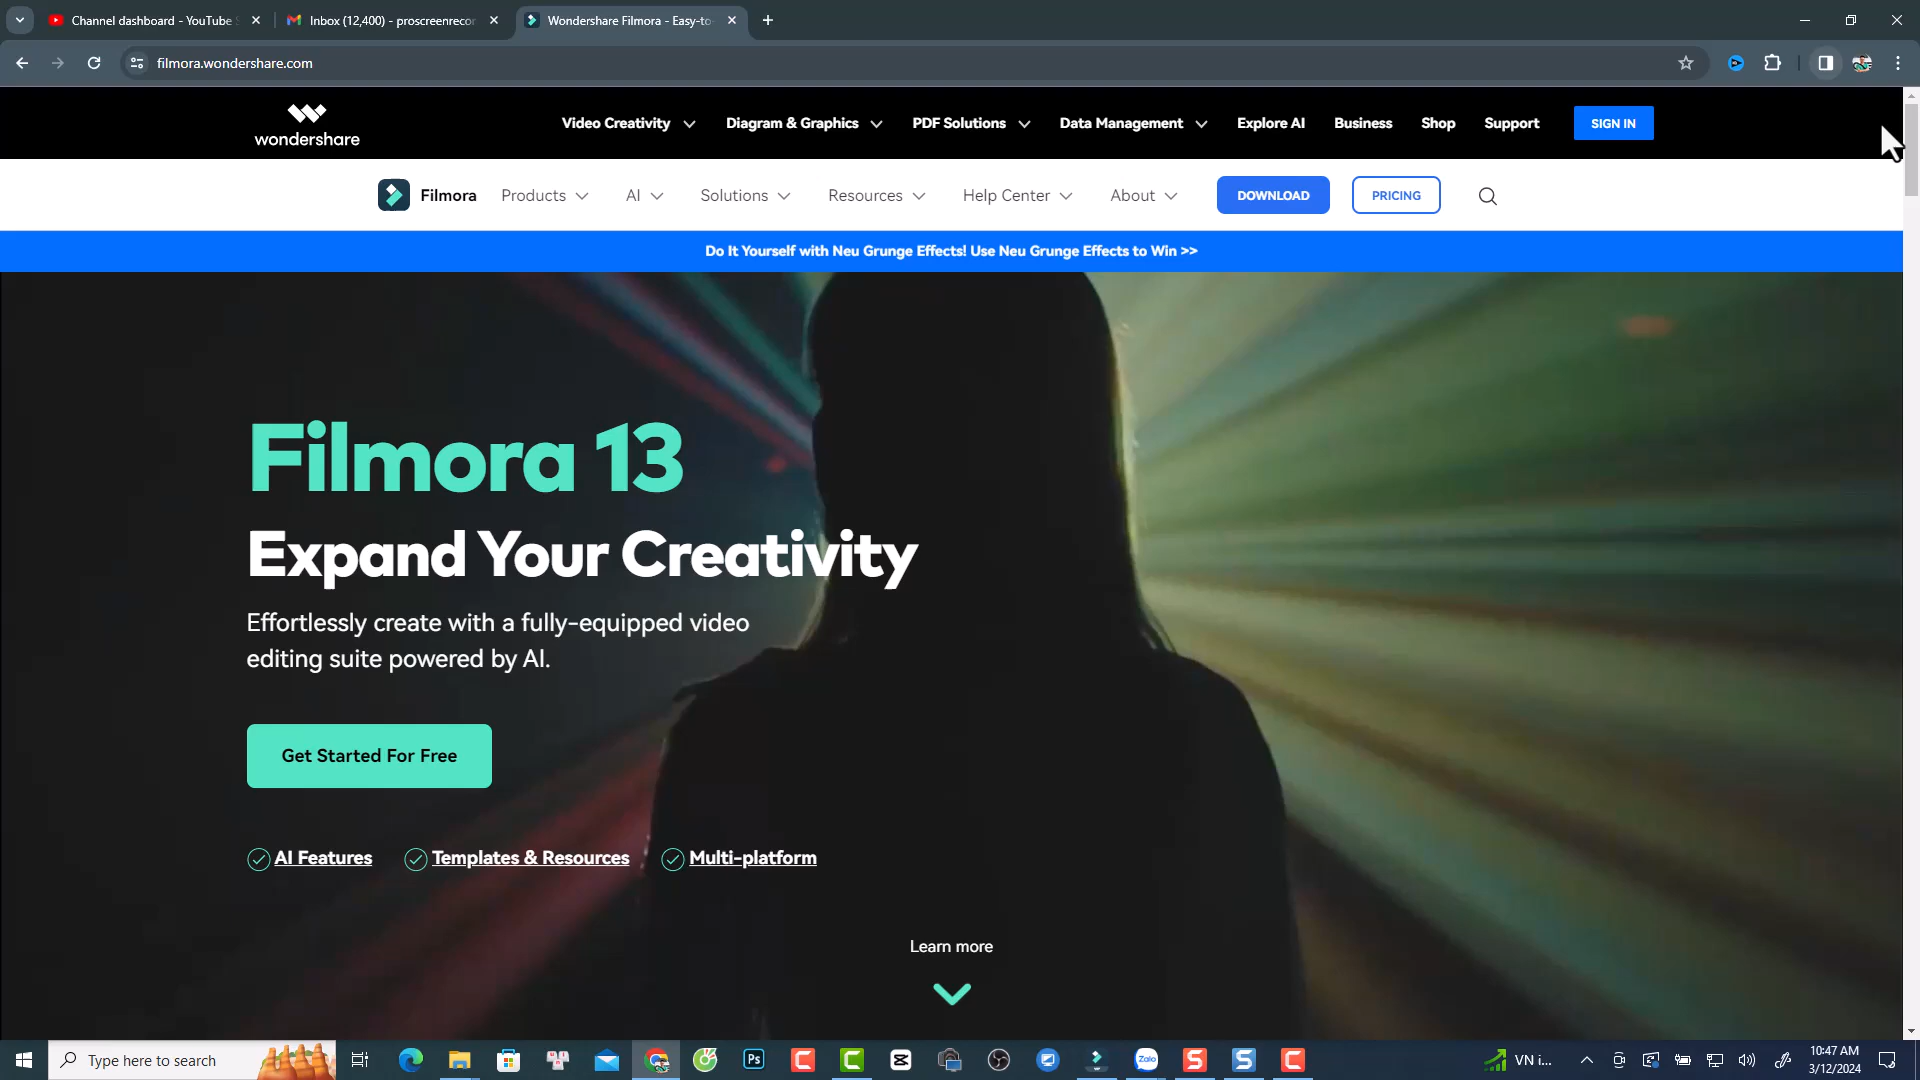 Channel dashboard - YouTube
Inbox (12,400) - proscreenrecor
Wondershare Filmora - Easy-to-
filmora.wondershare.com
wondershare
Video Creativity
Diagram & Graphics
PDF Solutions
Data Management
Explore AI
Business
Shop
Support
SIGN IN
Filmora
Products
AI
Solutions
Resources
Help Center
About
DOWNLOAD
PRICING
Do It Yourself with Neu Grunge Effects! Use Neu Grunge Effects to Win >>
Filmora 13
Expand Your Creativity
Effortlessly create with a fully-equipped video
editing suite powered by AI.
Get Started For Free
AI Features
Templates & Resources
Multi-platform
Learn more
Type here to search
Ps
Zalo
VN i...
10:47 AM
3/12/2024